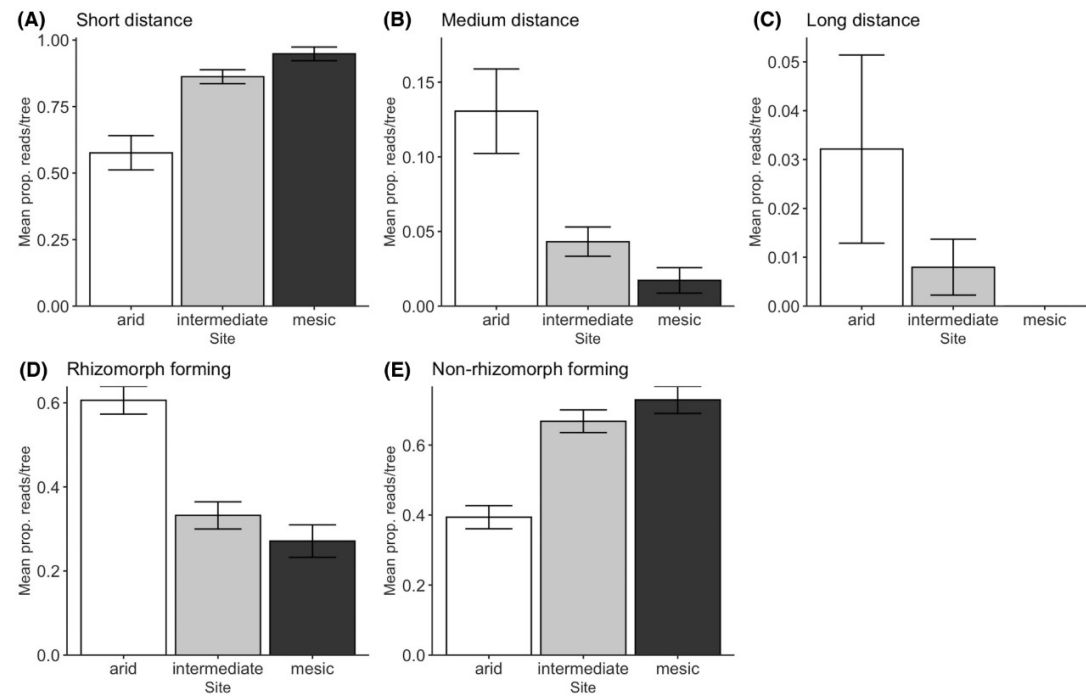 (A) Short distance
Mean prop. reads/tree
1.00
0.75
0.50
0.25
0.00
arid intermediate mesic
Site
(B) Medium distance
Mean prop. reads/tree
0.15
0.10
0.05
0.00
arid intermediate mesic
Site
(C) Long distance
Mean prop. reads/tree
0.05
0.04
0.03
0.02
0.01
0.00
arid intermediate mesic
Site
(D) Rhizomorph forming
Mean prop. reads/tree
0.6
0.4
0.2
0.0
arid intermediate mesic
Site
(E) Non-rhizomorph forming
Mean prop. reads/tree
0.6
0.4
0.2
0.0
arid intermediate mesic
Site